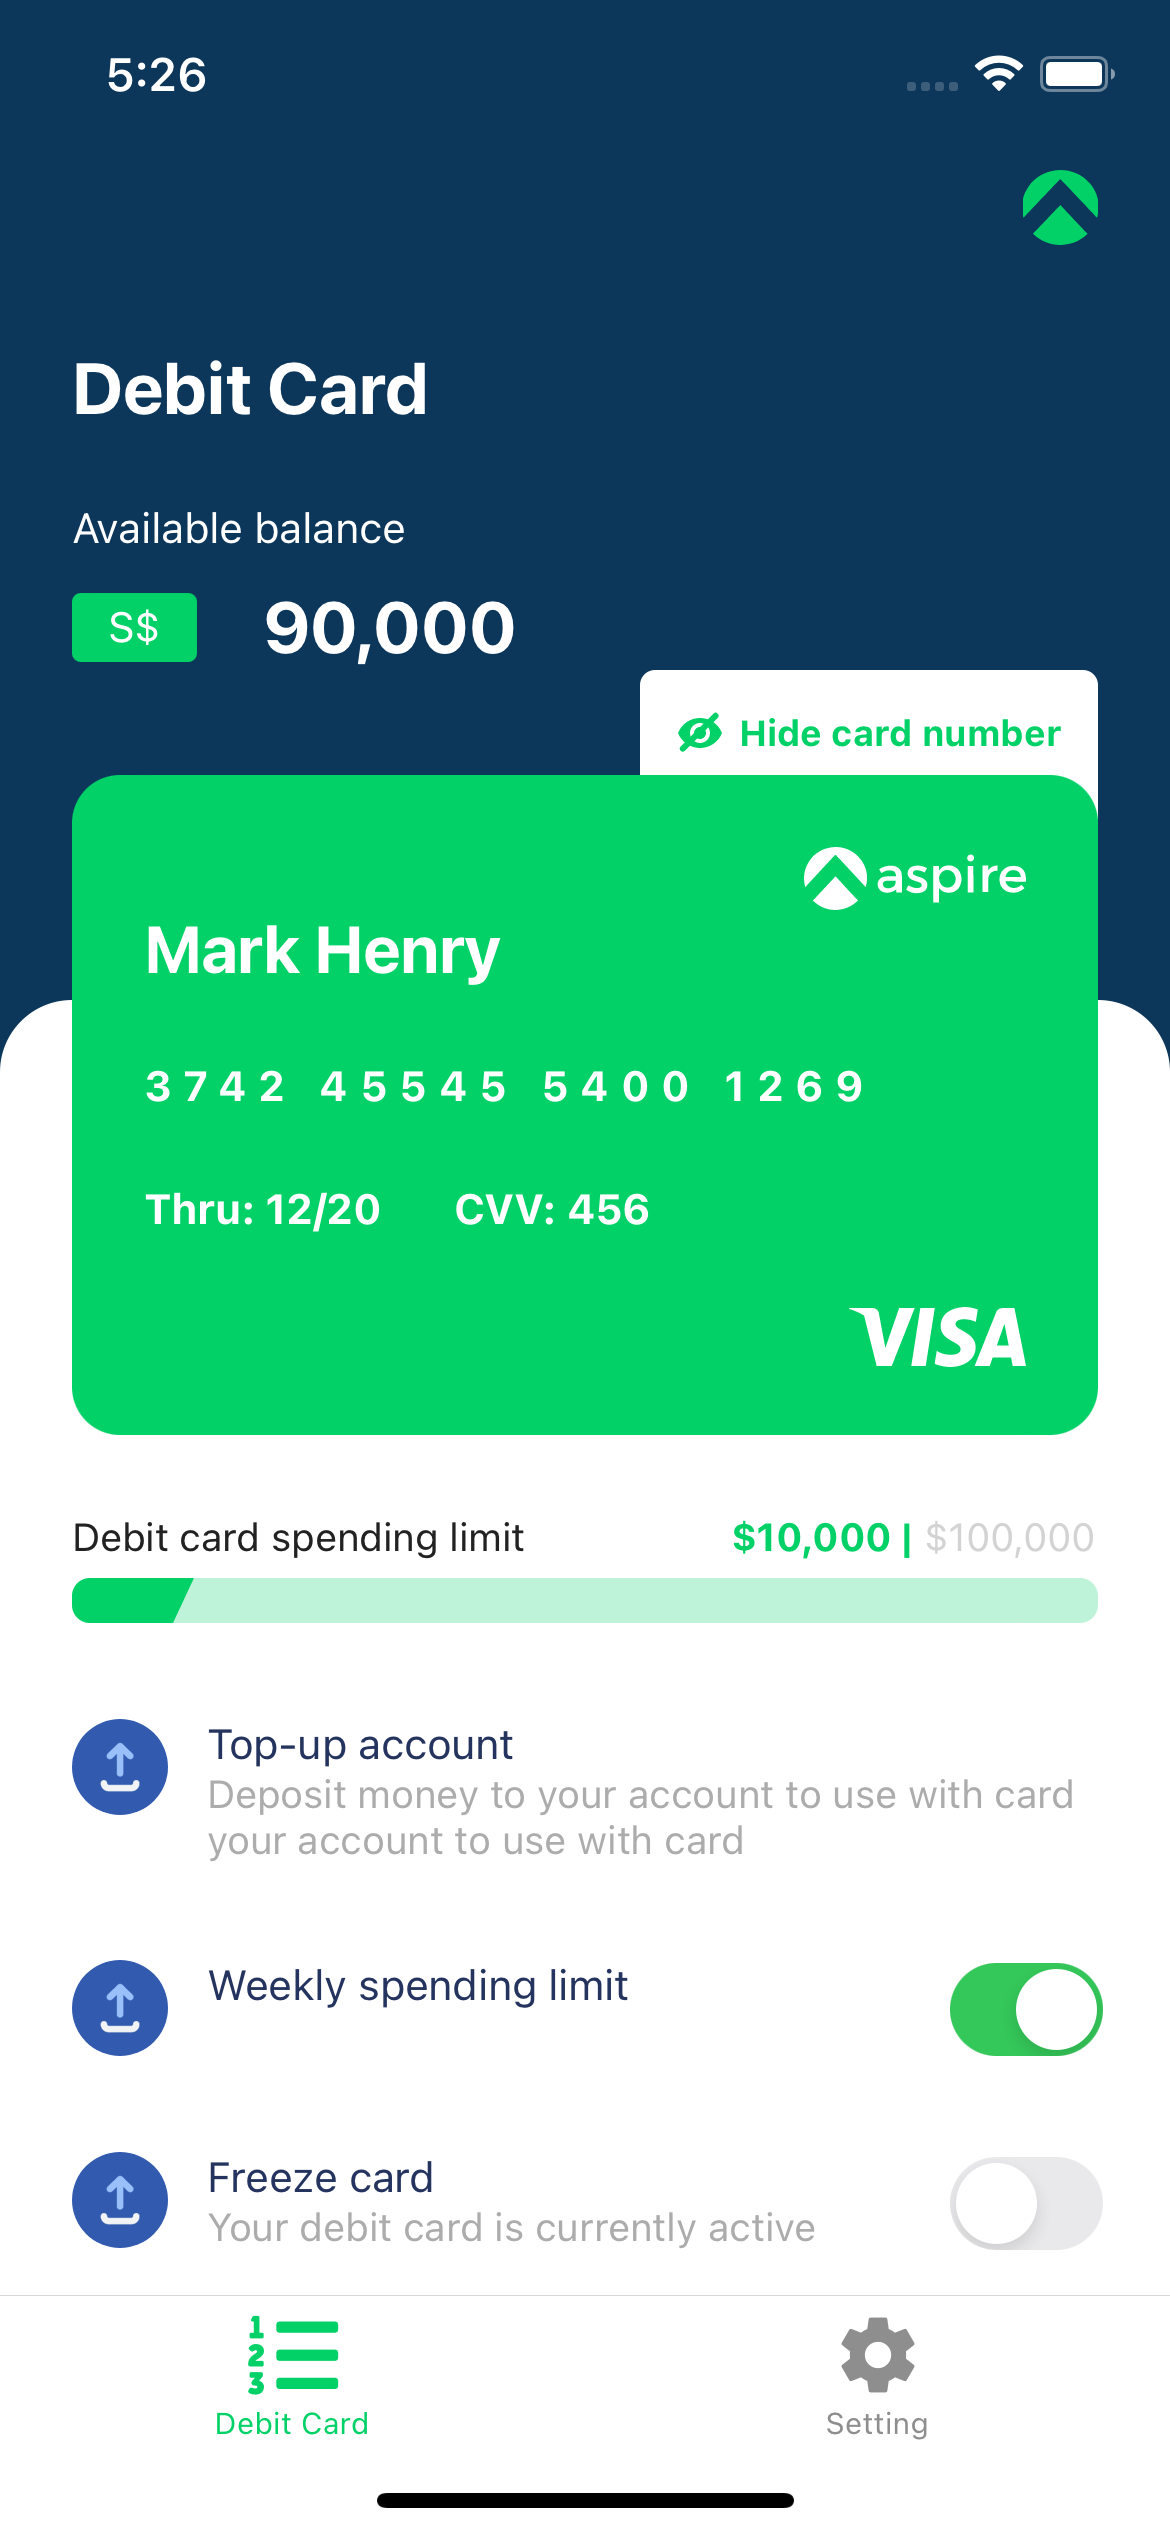 5:26
Debit Card
Available balance
S$ 90,000
Hide card number
aspire
Mark Henry
3742 45545 5400 1269
Thru: 12/20 CVV: 456
VISA
Debit card spending limit $10,000 | $100,000
Top-up account
Deposit money to your account to use with card
your account to use with card
Weekly spending limit
Freeze card
Your debit card is currently active
1
2
3
Debit Card Setting